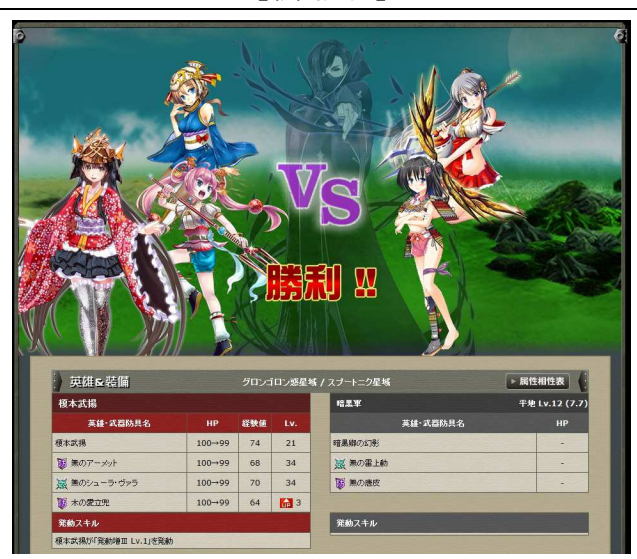 VS
勝利!!
英雄&装備
グロンゴロン惑星域 / スプートニク星域
属性相性表
榎本武揚
英雄・武器防具名 HP 経験値 Lv.
榎本武揚 100→99 74 21
無のアーメット 100→99 68 34
無のシューラ・ヴァラ 100→99 70 34
木の愛立兜 100→99 64 UP 3
発動スキル
榎本武揚が「発動増Ⅲ Lv.1」を発動
暗黒軍 平地 Lv.12 (7.7)
英雄・武器防具名 HP
暗黒卿の幻影 -
無の雷上動 -
無の鹿皮 -
発動スキル